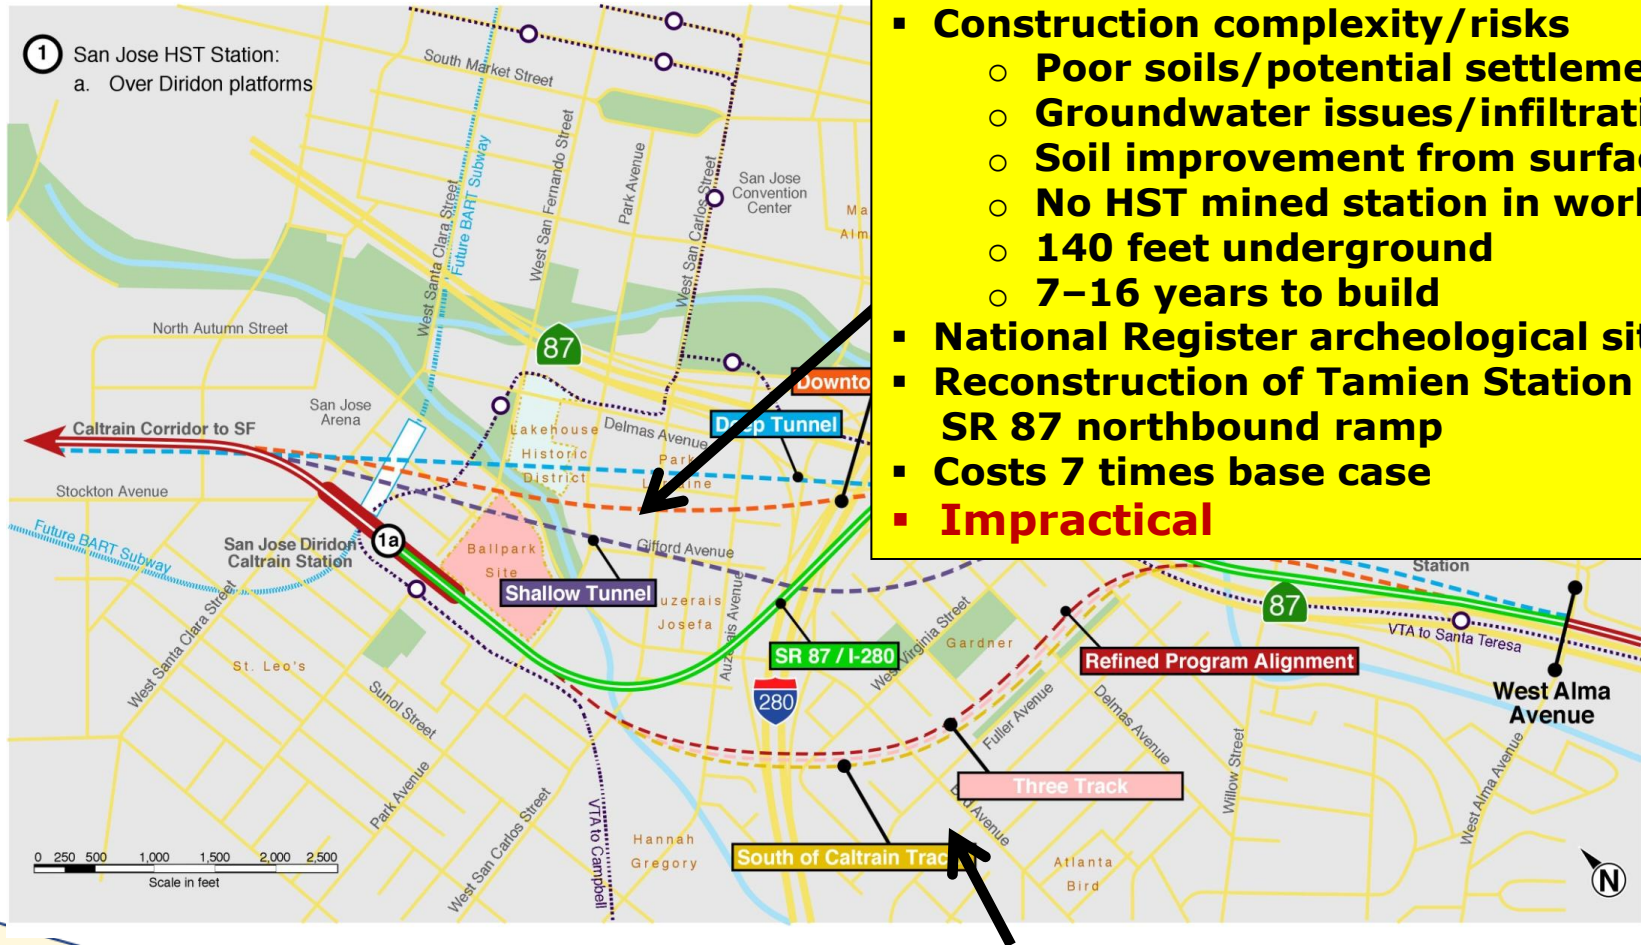 1 San Jose HST Station:
a. Over Diridon platforms
▪ Construction complexity/risks
o Poor soils/potential
o Groundwater
o Soil improvement from
o No HST mined station in
o 140 feet underground
o 7–16 years to build
▪ National Register archeological
▪ Reconstruction of Tamien Station
SR 87 northbound ramp
▪ Costs 7 times base case
▪ Impractical
South Market Street
West Santa Clara Street
Future BART Subway
West San Fernando Street
Park Avenue
West San Carlos Street
San Jose
Convention
Center
North Autumn Street
87
San Jose
Arena
Caltrain Corridor to SF
Lakehouse
Historic
District
Delmas Avenue
Deep Tunnel
Stockton Avenue
Future BART Subway
San Jose Diridon
Caltrain Station
1a
Ballpark
Site
Gifford Avenue
Shallow Tunnel
Josefa
Auzerais Avenue
SR 87 / I-280
280
West Virginia Street
Gardner
Station
87
VTA to Santa Teresa
Refined Program Alignment
West Alma
Avenue
West Santa Clara Street
St. Leo's
Sunol Street
Park Avenue
West San Carlos Street
VTA to Campbell
Fuller Avenue
Delmas Avenue
Willow Street
West Alma Avenue
Three Track
Avenue
Hannah
Gregory
South of Caltrain
Atlanta
Bird
0 250 500 1,000 1,500 2,000 2,500
Scale in feet
N